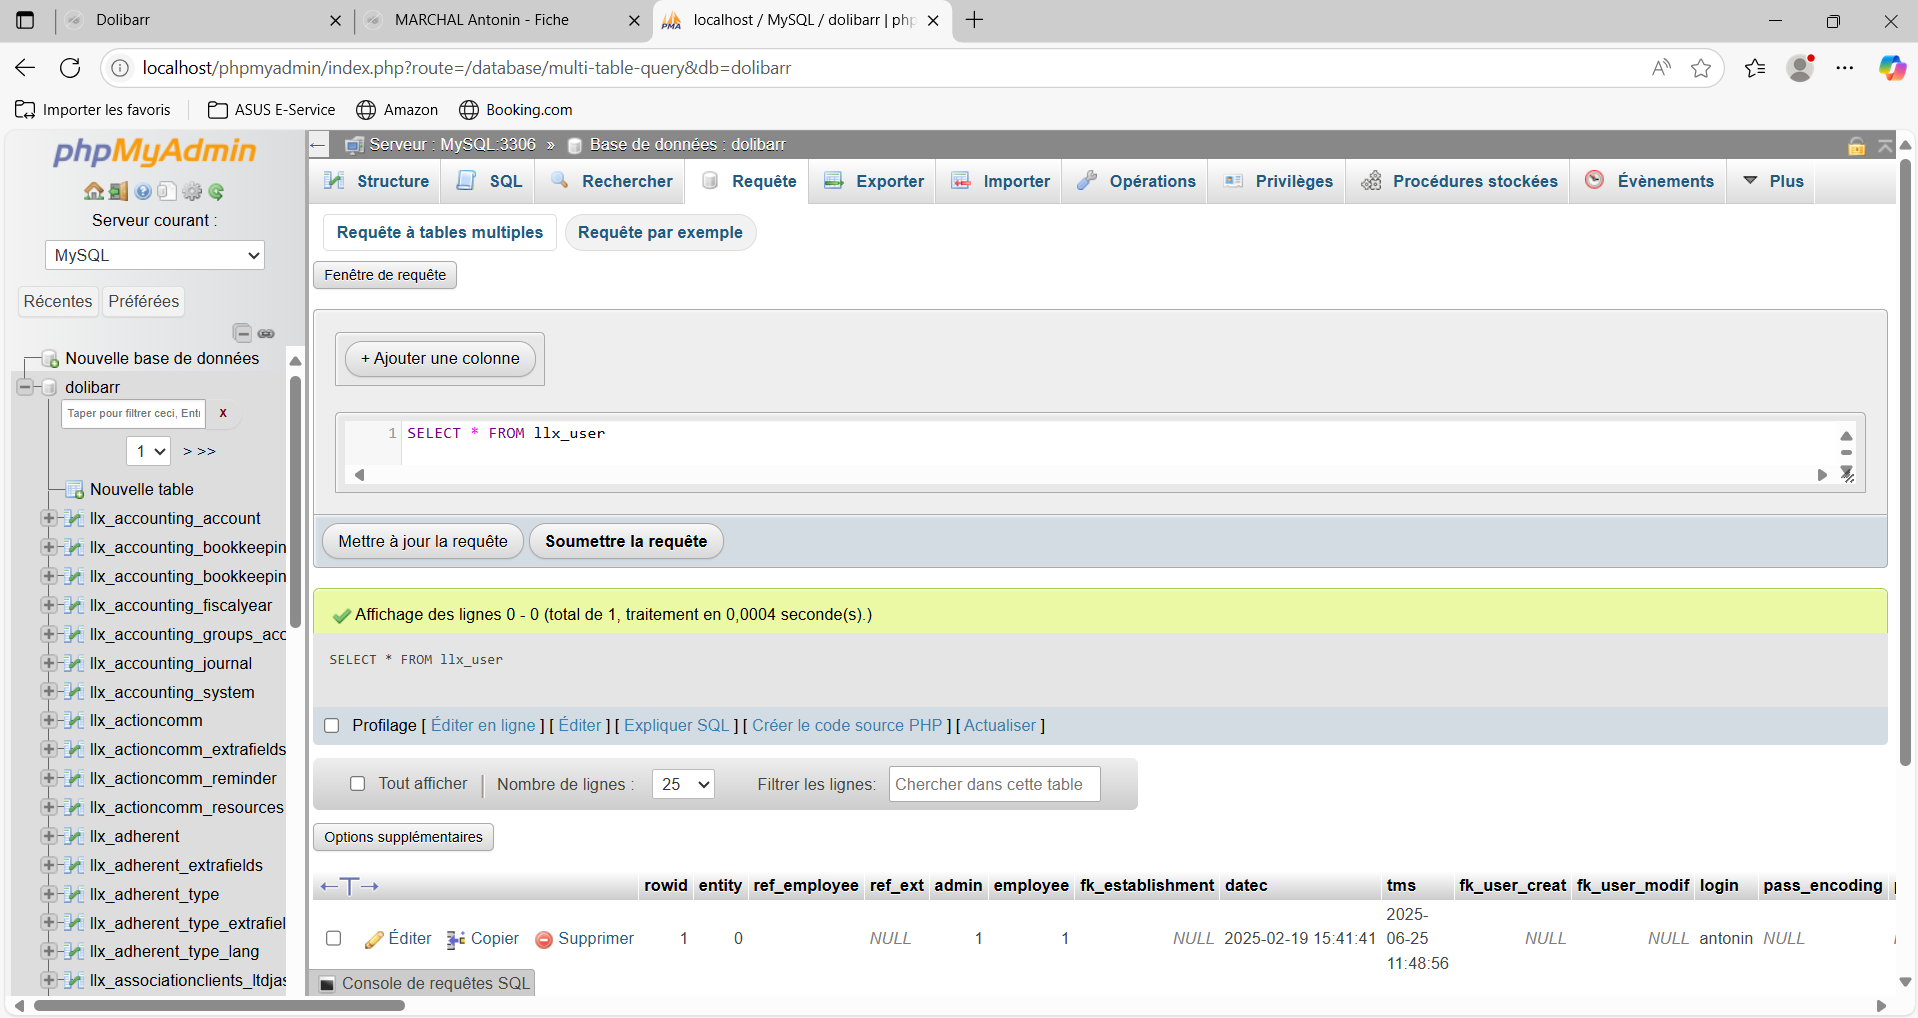 Dolibarr
MARCHAL Antonin - Fiche
localhost / MySQL / dolibarr | php
localhost/phpmyadmin/index.php?route=/database/multi-table-query&db=dolibarr
Importer les favoris
ASUS E-Service
Amazon
Booking.com
phpMyAdmin
Serveur courant :
MySQL
Récentes
Préférées
Nouvelle base de données
dolibarr
Taper pour filtrer ceci, Entr
X
1
> >>
Nouvelle table
llx_accounting_account
llx_accounting_bookkeepin
llx_accounting_bookkeepin
llx_accounting_fiscalyear
llx_accounting_groups_acc
llx_accounting_journal
llx_accounting_system
llx_actioncomm
llx_actioncomm_extrafields
llx_actioncomm_reminder
llx_actioncomm_resources
llx_adherent
llx_adherent_extrafields
llx_adherent_type
llx_adherent_type_extrafiel
llx_adherent_type_lang
llx_associationclients_ltdjas
Serveur : MySQL:3306 » Base de données : dolibarr
Structure
SQL
Rechercher
Requête
Exporter
Importer
Opérations
Privilèges
Procédures stockées
Évènements
Plus
Requête à tables multiples
Requête par exemple
Fenêtre de requête
+ Ajouter une colonne
1 SELECT * FROM llx_user
Mettre à jour la requête
Soumettre la requête
Affichage des lignes 0 - 0 (total de 1, traitement en 0,0004 seconde(s).)
SELECT * FROM llx_user
Profilage [ Éditer en ligne ] [ Éditer ] [ Expliquer SQL ] [ Créer le code source PHP ] [ Actualiser ]
Tout afficher
Nombre de lignes :
25
Filtrer les lignes:
Chercher dans cette table
Options supplémentaires
rowid entity ref_employee ref_ext admin employee fk_establishment datec tms fk_user_creat fk_user_modif login pass_encoding
Éditer Copier Supprimer 1 0 NULL 1 1 NULL 2025-02-19 15:41:41 2025-06-25 11:48:56 NULL NULL antonin NULL
Console de requêtes SQL